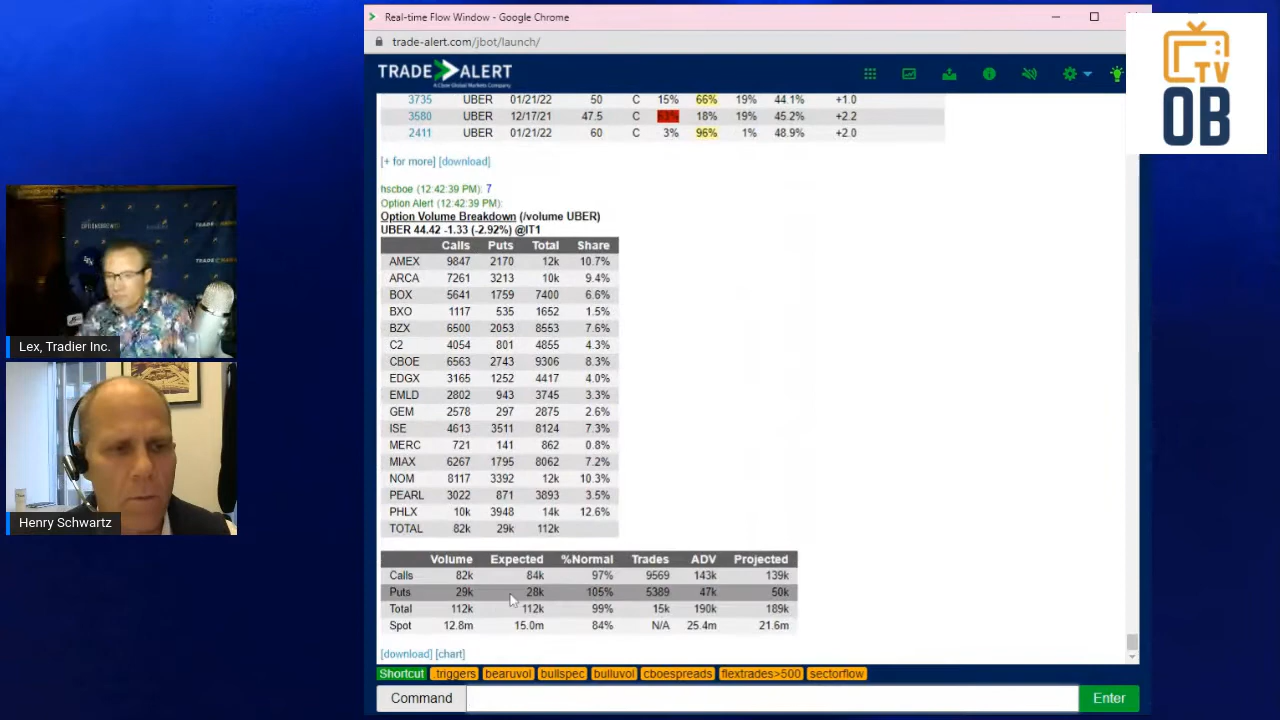 Real-time Flow Window - Google Chrome
trade-alert.com/jbot/launch/
TV
OB
TRADE ALERT
A Cboe Global Markets Company
3735 UBER 01/21/22 50 C 15% 66% 19% 44.1% +1.0
3580 UBER 12/17/21 47.5 C 63% 18% 19% 45.2% +2.2
2411 UBER 01/21/22 60 C 3% 96% 1% 48.9% +2.0
[+ for more] [download]
hscboe (12:42:39 PM): 7
Option Alert (12:42:39 PM):
Option Volume Breakdown (/volume UBER)
UBER 44.42 -1.33 (-2.92%) @IT1
Calls Puts Total Share
AMEX 9847 2170 12k 10.7%
ARCA 7261 3213 10k 9.4%
BOX 5641 1759 7400 6.6%
BXO 1117 535 1652 1.5%
BZX 6500 2053 8553 7.6%
C2 4054 801 4855 4.3%
CBOE 6563 2743 9306 8.3%
EDGX 3165 1252 4417 4.0%
EMLD 2802 943 3745 3.3%
GEM 2578 297 2875 2.6%
ISE 4613 3511 8124 7.3%
MERC 721 141 862 0.8%
MIAX 6267 1795 8062 7.2%
NOM 8117 3392 12k 10.3%
PEARL 3022 871 3893 3.5%
PHLX 10k 3948 14k 12.6%
TOTAL 82k 29k 112k
Volume Expected %Normal Trades ADV Projected
Calls 82k 84k 97% 9569 143k 139k
Puts 29k 28k 105% 5389 47k 50k
Total 112k 112k 99% 15k 190k 189k
Spot 12.8m 15.0m 84% N/A 25.4m 21.6m
[download] [chart]
Shortcut triggers bearuvol bullspec bulluvol cboespreads flextrades>500 sectorflow
Command Enter
Lex, Tradier Inc.
Henry Schwartz